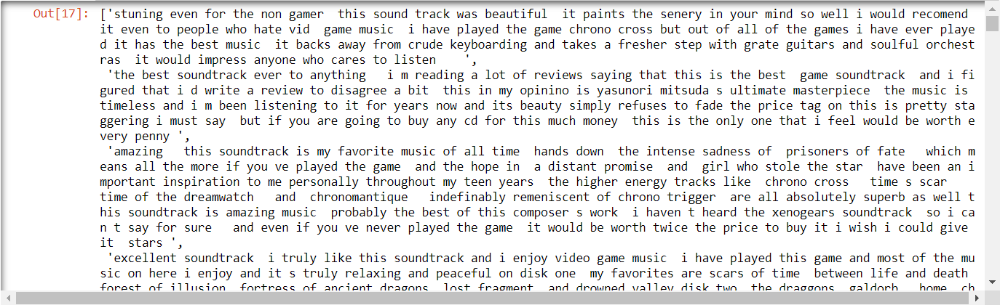 Out[17]: ['stuning even for the non gamer  this sound track was beautiful  it paints the senery in your mind so well i would recomend
it even to people who hate vid  game music  i have played the game chrono cross but out of all of the games i have ever playe
d it has the best music  it backs away from crude keyboarding and takes a fresher step with grate guitars and soulful orchest
ras  it would impress anyone who cares to listen    ',
 'the best soundtrack ever to anything   i m reading a lot of reviews saying that this is the best  game soundtrack  and i fi
gured that i d write a review to disagree a bit  this in my opinino is yasunori mitsuda s ultimate masterpiece  the music is
timeless and i m been listening to it for years now and its beauty simply refuses to fade the price tag on this is pretty sta
ggering i must say  but if you are going to buy any cd for this much money  this is the only one that i feel would be worth e
very penny ',
 'amazing   this soundtrack is my favorite music of all time  hands down  the intense sadness of  prisoners of fate   which m
eans all the more if you ve played the game  and the hope in  a distant promise  and  girl who stole the star  have been an i
mportant inspiration to me personally throughout my teen years  the higher energy tracks like  chrono cross   time s scar
time of the dreamwatch   and  chronomantique   indefinably remeniscent of chrono trigger  are all absolutely superb as well t
his soundtrack is amazing music  probably the best of this composer s work  i haven t heard the xenogears soundtrack  so i ca
n t say for sure   and even if you ve never played the game  it would be worth twice the price to buy it i wish i could give
it  stars ',
 'excellent soundtrack  i truly like this soundtrack and i enjoy video game music  i have played this game and most of the mu
sic on here i enjoy and it s truly relaxing and peaceful on disk one  my favorites are scars of time  between life and death
forest of illusion  fortress of ancient dragons  lost fragment  and drowned valley disk two  the draggons  galdorb   home  ch